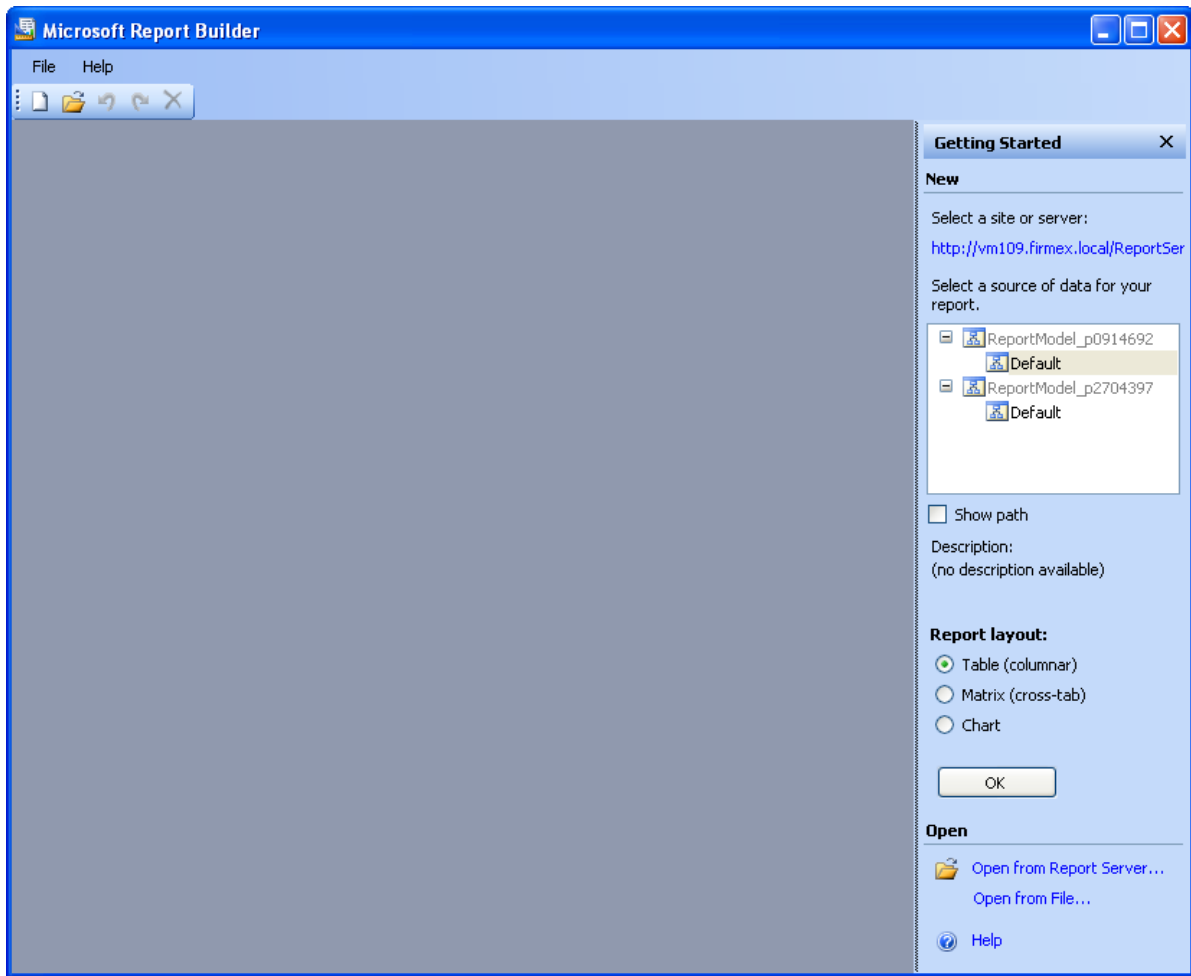 Microsoft Report Builder
File Help
Getting Started
New
Select a site or server:
http://vm109.firmex.local/ReportSer
Select a source of data for your
report.
ReportModel_p0914692
Default
ReportModel_p2704397
Default
Show path
Description:
(no description available)
Report layout:
Table (columnar)
Matrix (cross-tab)
Chart
OK
Open
Open from Report Server...
Open from File...
Help